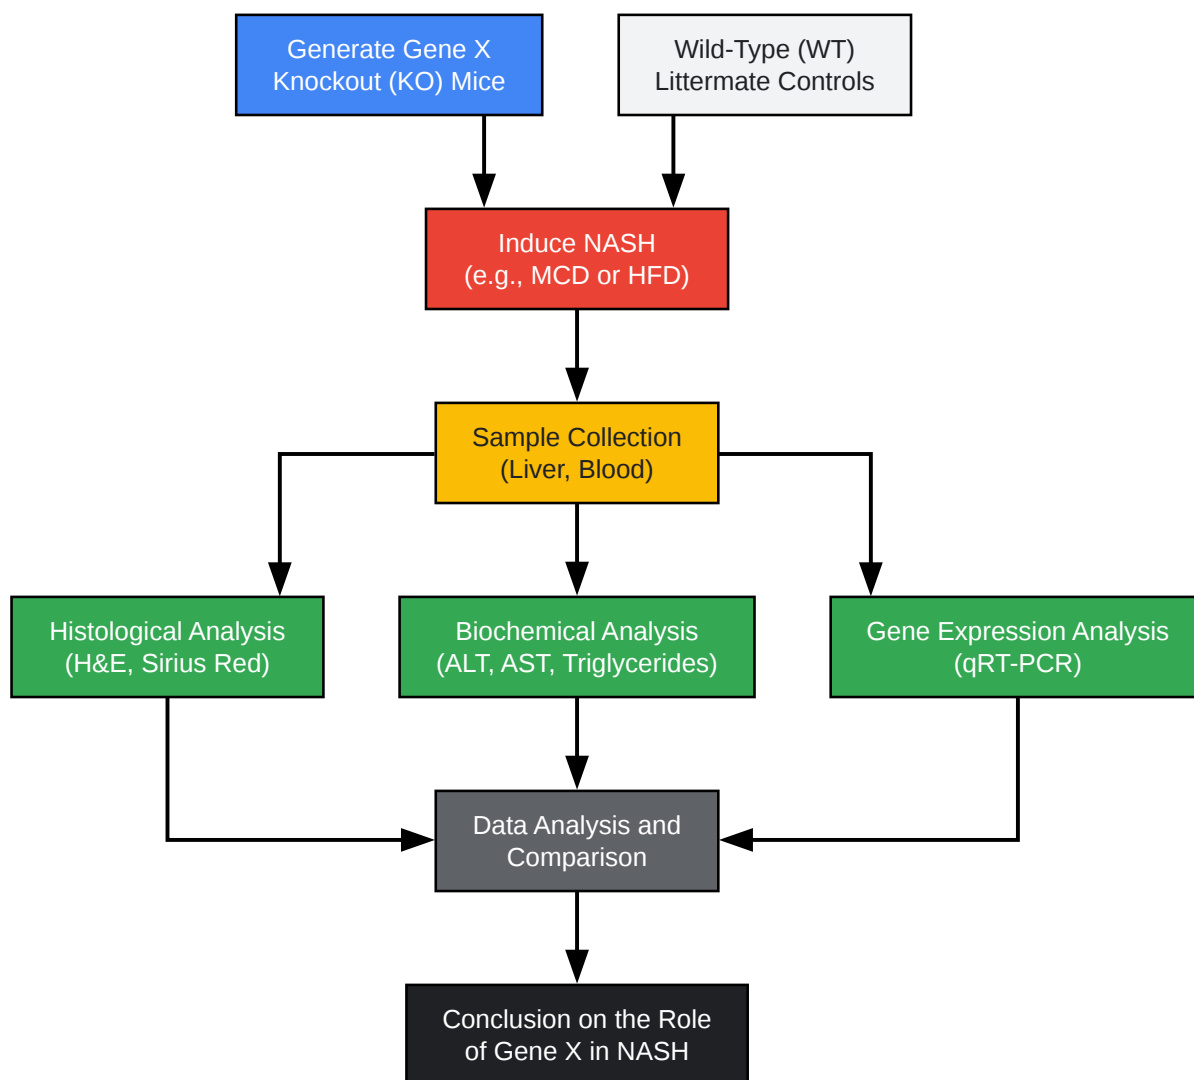 Generate Gene X
Knockout (KO) Mice
Wild-Type (WT)
Littermate Controls
Induce NASH
(e.g., MCD or HFD)
Sample Collection
(Liver, Blood)
Histological Analysis
(H&E, Sirius Red)
Biochemical Analysis
(ALT, AST, Triglycerides)
Gene Expression Analysis
(qRT-PCR)
Data Analysis and
Comparison
Conclusion on the Role
of Gene X in NASH